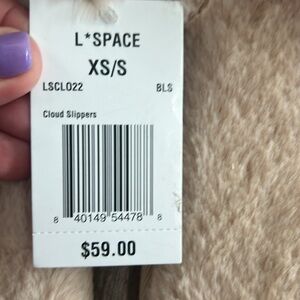 L*SPACE
XS/S
LSCLO22 BLS
Cloud Slippers
8 40149 54478 8
$59.00